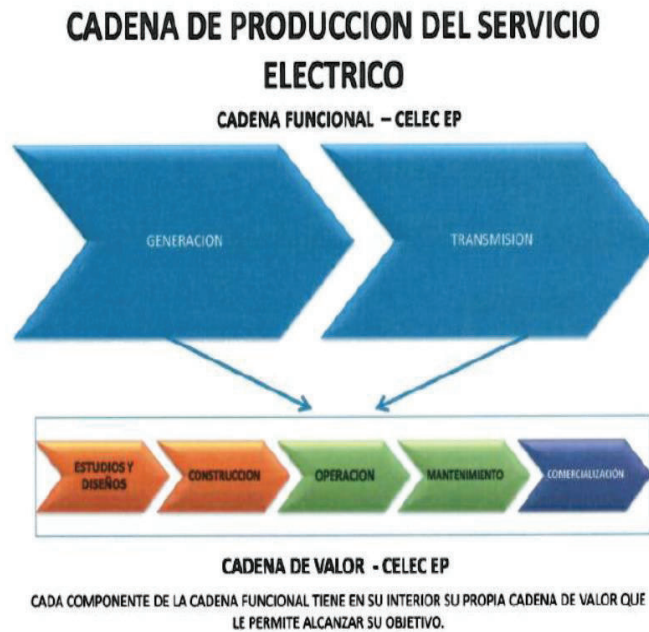 CADENA DE PRODUCCION DEL SERVICIO
ELECTRICO
CADENA FUNCIONAL – CELEC EP
GENERACION
TRANSMISION
ESTUDIOS Y
DISEÑOS
CONSTRUCCION
OPERACION
MANTENIMIENTO
COMERCIALIZACIÓN
CADENA DE VALOR - CELEC EP
CADA COMPONENTE DE LA CADENA FUNCIONAL TIENE EN SU INTERIOR SU PROPIA CADENA DE VALOR QUE
LE PERMITE ALCANZAR SU OBJETIVO.